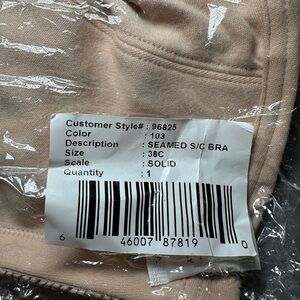 Customer Style# : 96825
Color : 103
Description : SEAMED S/C BRA
Size : 38C
Scale : SOLID
Quantity : 1
6 46007 87819 0